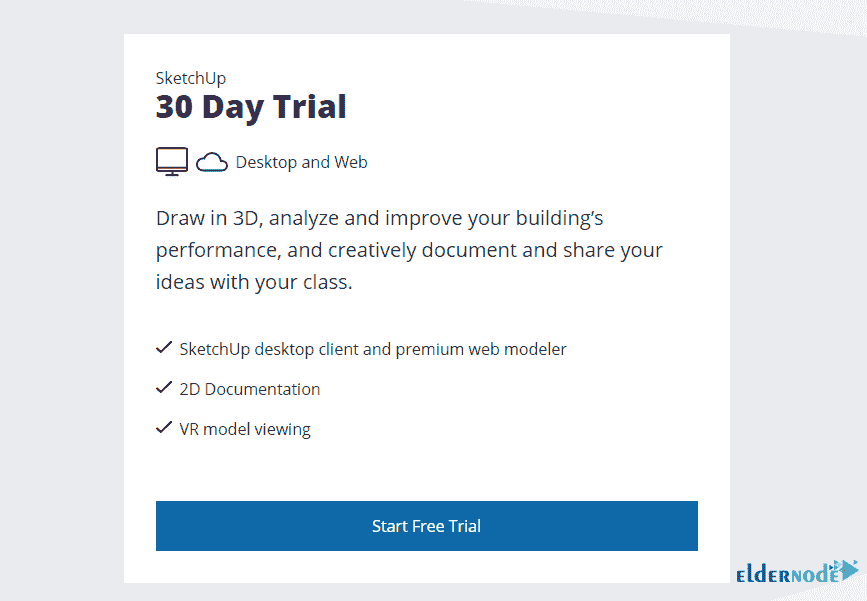 SketchUp
30 Day Trial
Desktop and Web
Draw in 3D, analyze and improve your building’s
performance, and creatively document and share your
ideas with your class.
SketchUp desktop client and premium web modeler
2D Documentation
VR model viewing
Start Free Trial
elderNode